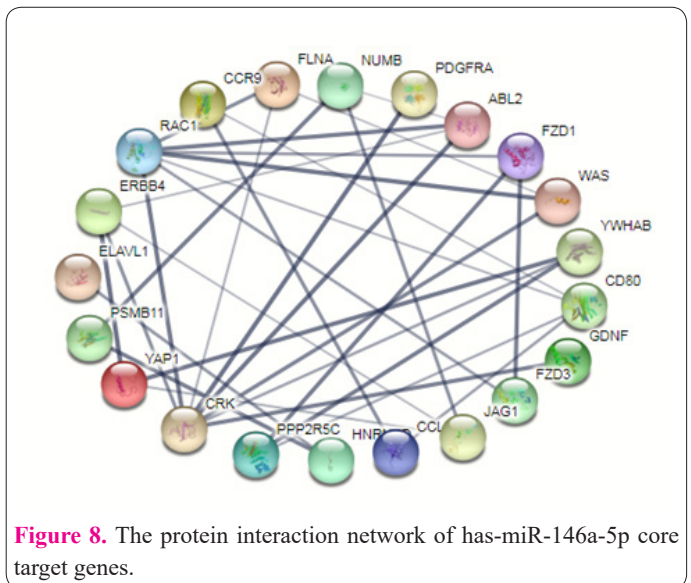 FLNA
NUMB
CCR9
PDGFRA
ABL2
RAC1
FZD1
WAS
ERBB4
YWHAB
ELAVL1
CD80
PSMB11
GDNF
YAP1
FZD3
CRK
JAG1
PPP2R5C
CCL
Figure 8. The protein interaction network of has-miR-146a-5p core
target genes.